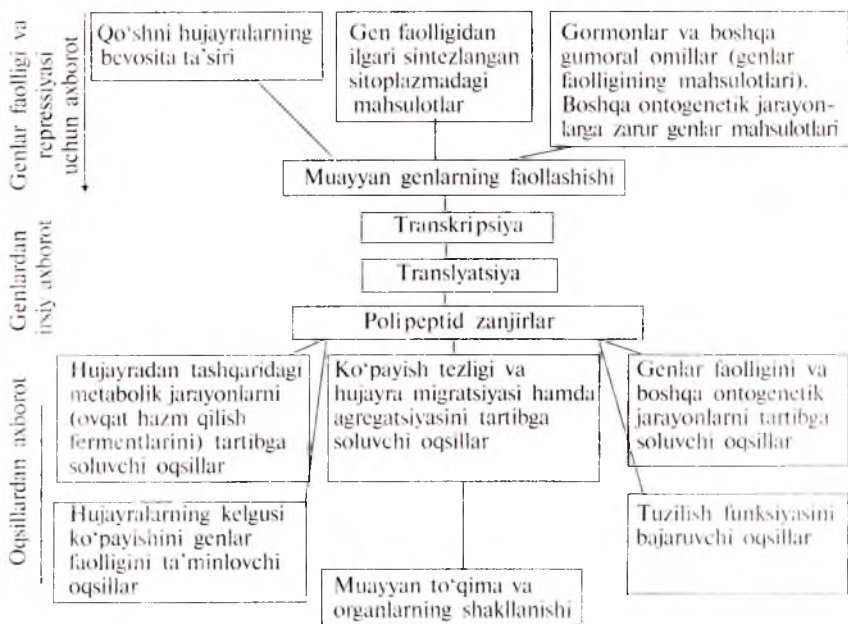 Genlar faolligi va
repressiyasi
uchun axborot
Qo‘shni hujayralarning
bevosita ta’siri
Gen faolligidan
ilgari sintezlangan
sitoplazmadagi
mahsulotlar
Gormonlar va boshqa
gumoral omillar (genlar
faolligining mahsulotlari).
Boshqa ontogenetik jarayon-
larga zarur genlar mahsulotlari
Muayyan genlarning faollashishi
Genlardan
irsiy axborot
Transkripsiya
Translyatsiya
Polipeptid zanjirlar
Oqsillardan axborot
Hujayradan tashqaridagi
metabolik jarayonlarni
(ovqat hazm qilish
fermentlarini) tartibga
soluvchi oqsillar
Ko‘payish tezligi va
hujayra migratsiyasi hamda
agregatsiyasini tartibga
soluvchi oqsillar
Genlar faolligini va
boshqa ontogenetik
jarayonlarni tartibga
soluvchi oqsillar
Hujayralarning kelgusi
ko‘payishini genlar
faolligini ta’minlovchi
oqsillar
Tuzilish funksiyasini
bajaruvchi oqsillar
Muayyan to‘qima va
organlarning shakllanishi